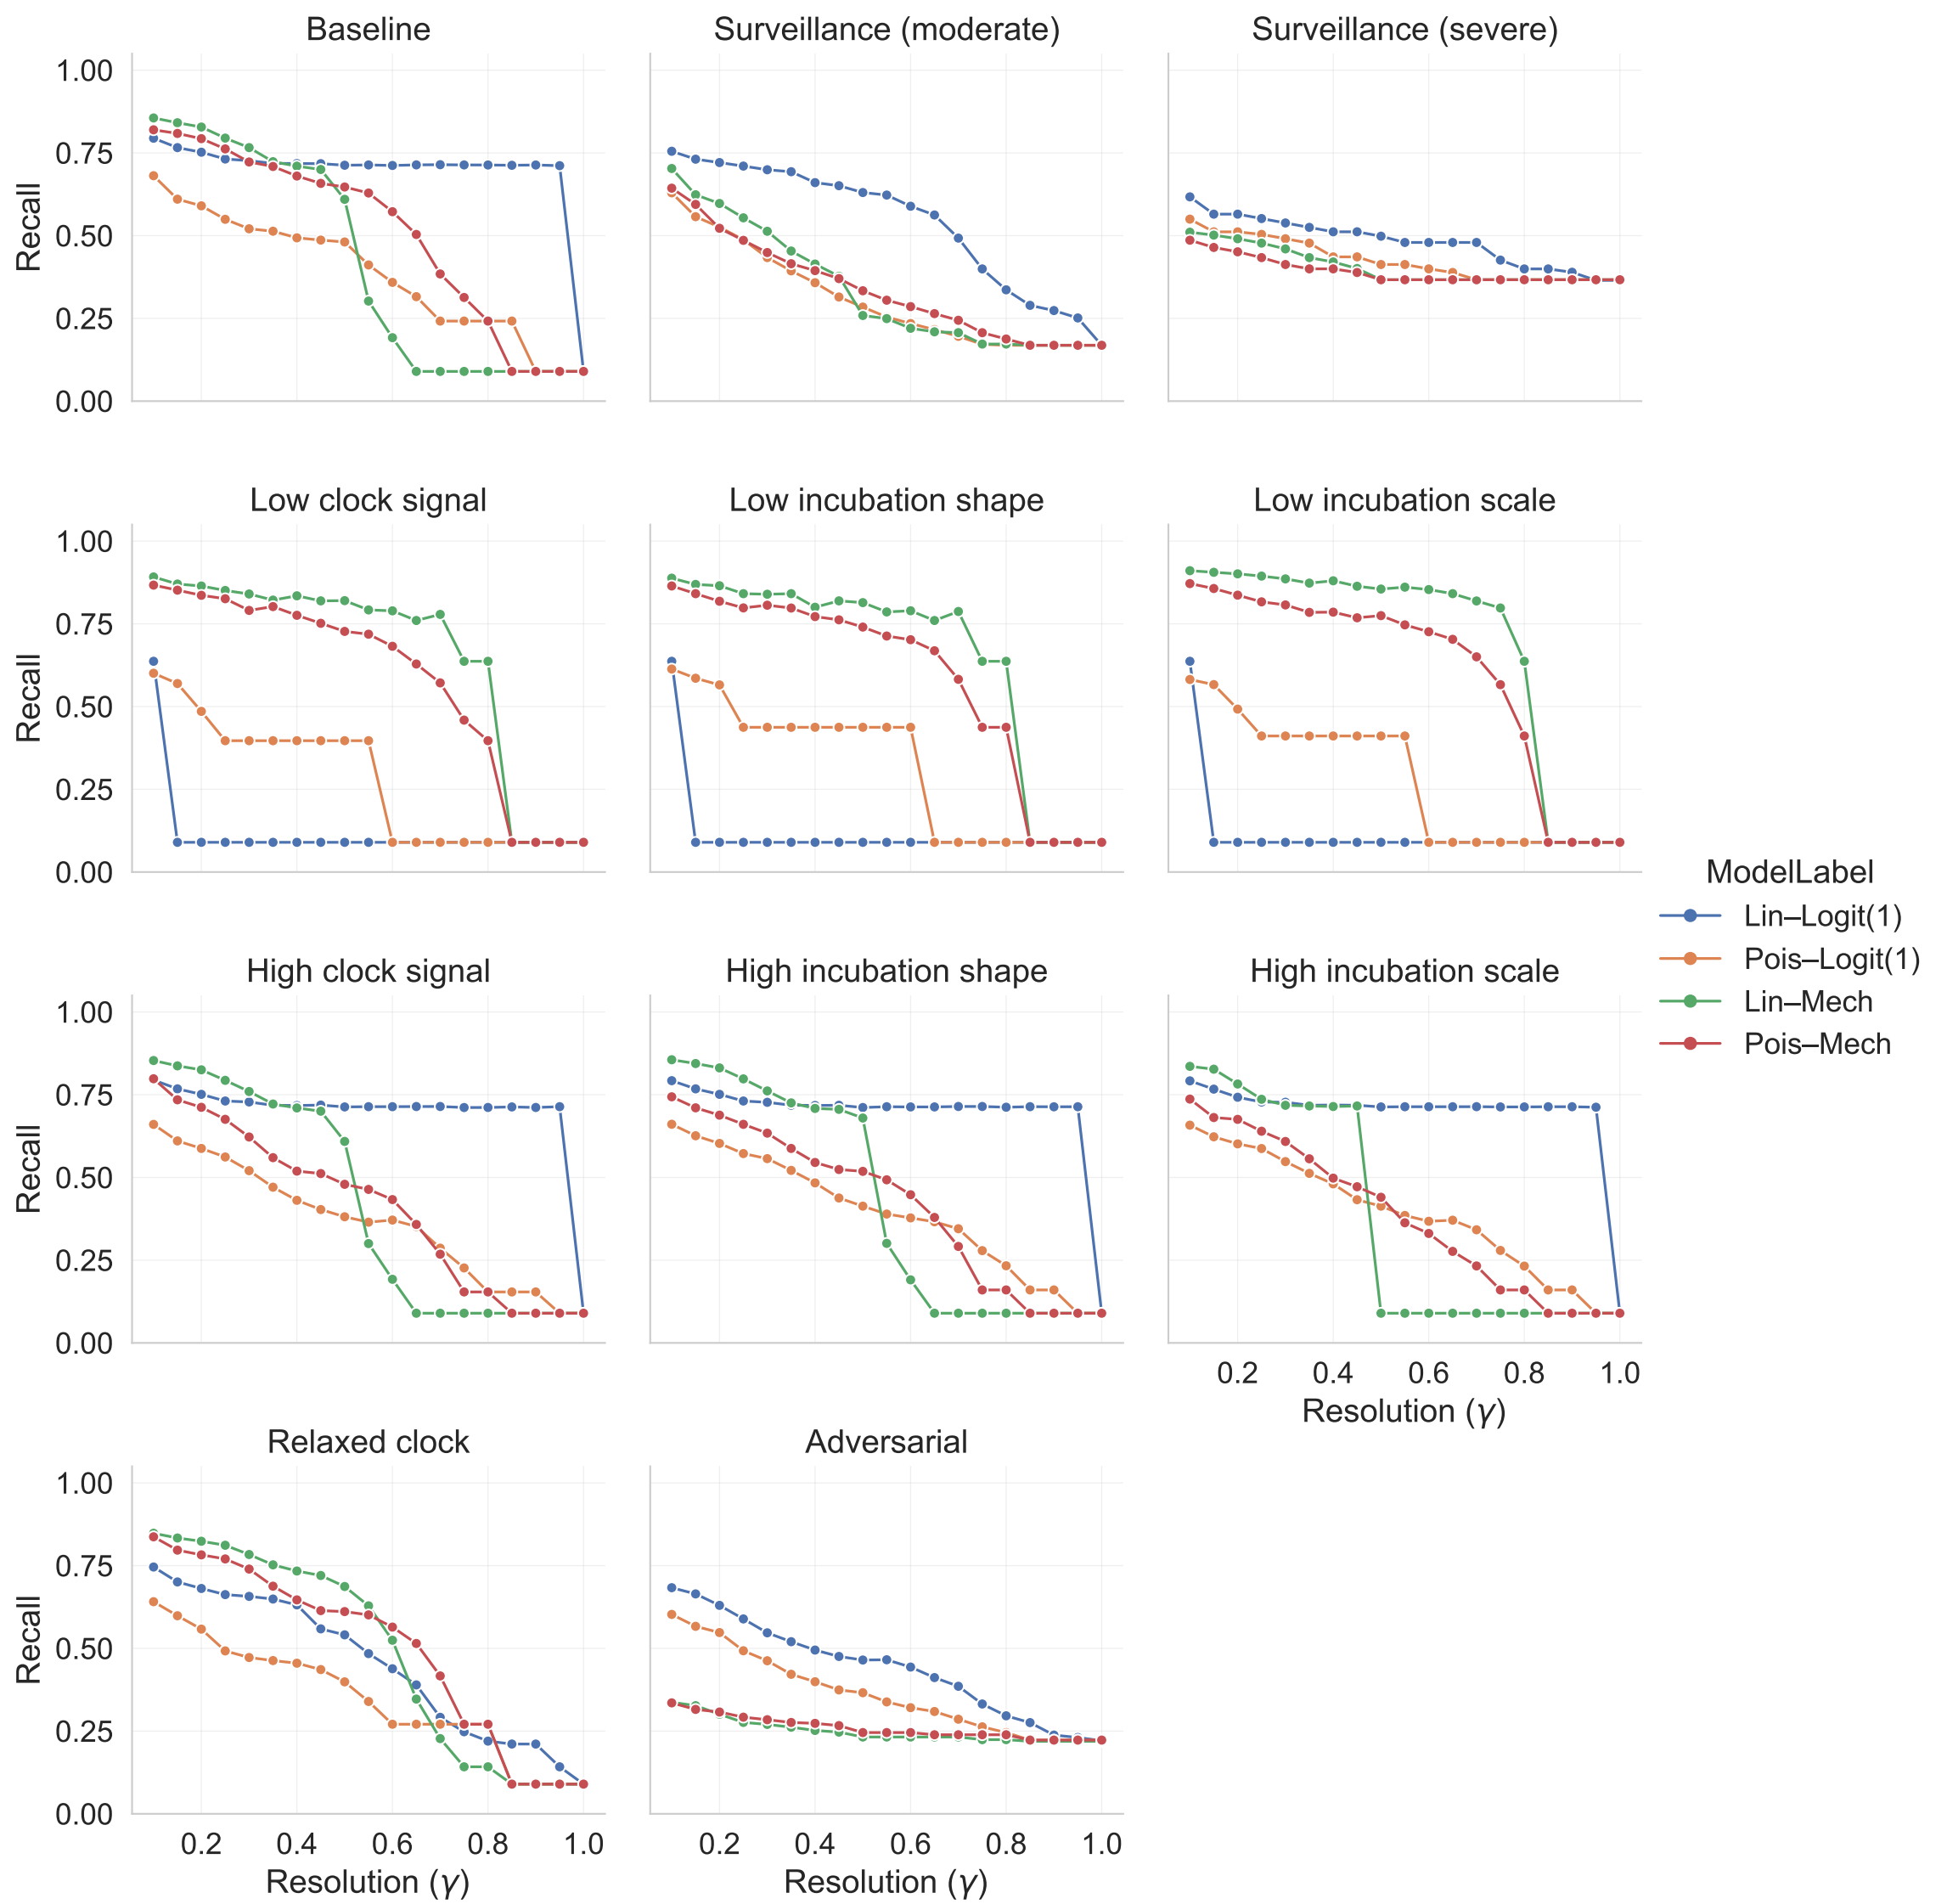 Baseline
Surveillance (moderate)
Surveillance (severe)
1.00
0.75
0.50
0.25
0.00
Recall
Low clock signal
Low incubation shape
Low incubation scale
1.00
0.75
0.50
0.25
0.00
Recall
ModelLabel
Lin–Logit(1)
Pois–Logit(1)
Lin–Mech
Pois–Mech
High clock signal
High incubation shape
High incubation scale
1.00
0.75
0.50
0.25
0.00
Recall
0.2 0.4 0.6 0.8 1.0
Resolution (γ)
Relaxed clock
Adversarial
1.00
0.75
0.50
0.25
0.00
Recall
0.2 0.4 0.6 0.8 1.0
0.2 0.4 0.6 0.8 1.0
Resolution (γ)
Resolution (γ)